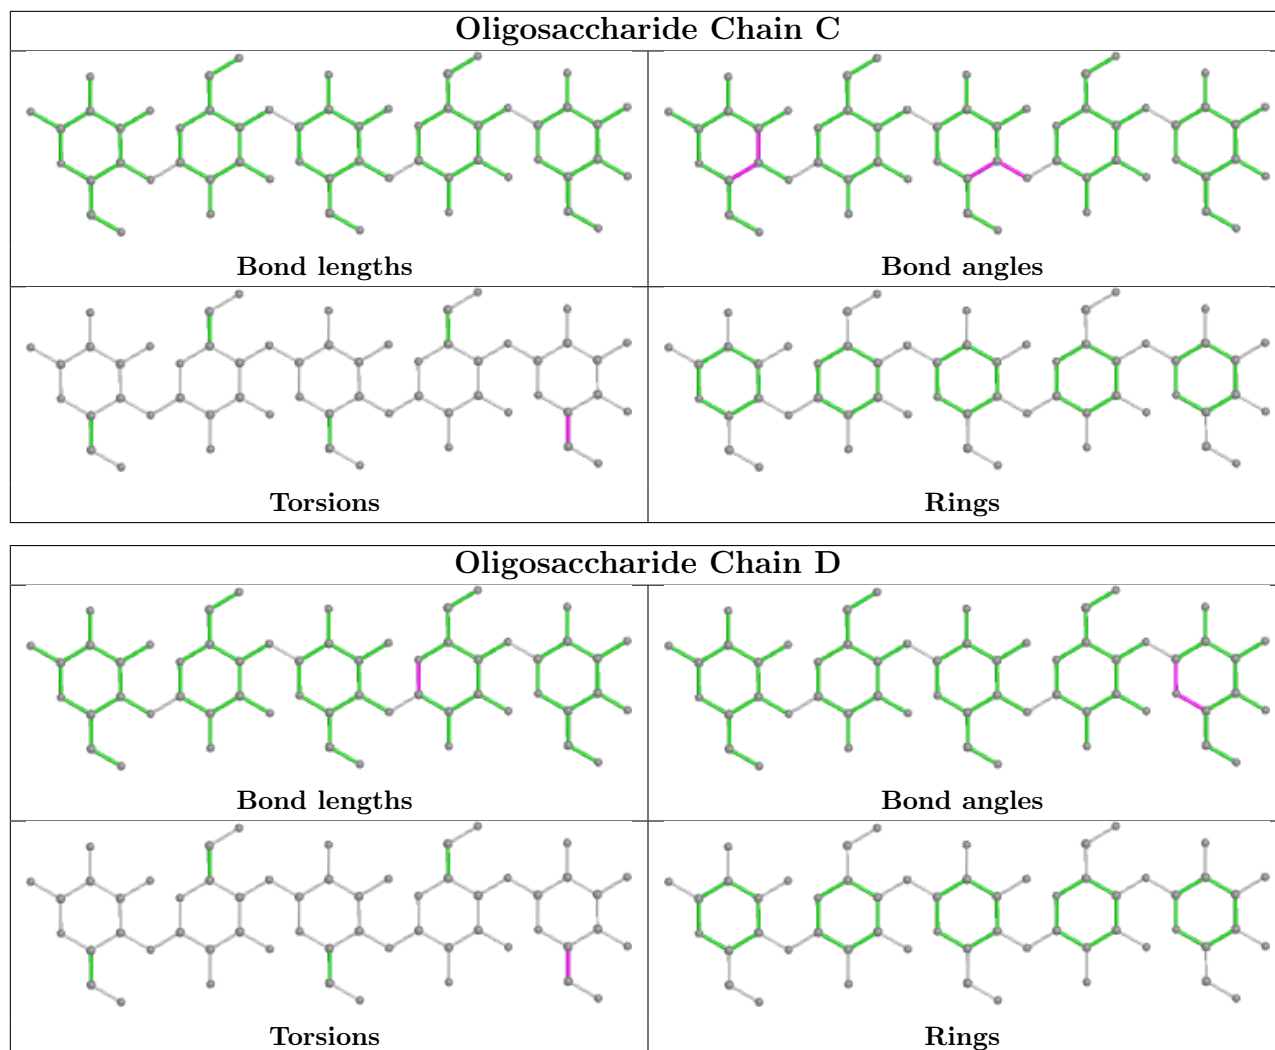 Oligosaccharide Chain C
Bond lengths
Bond angles
Torsions
Rings
Oligosaccharide Chain D
Bond lengths
Bond angles
Torsions
Rings